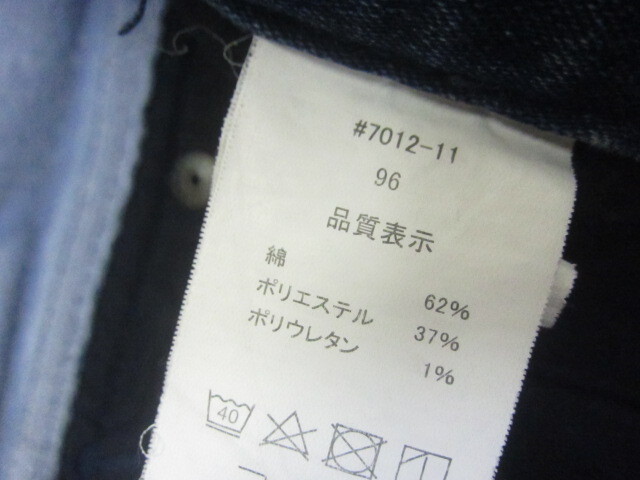 #7012-11
96
品質表示
綿 62%
ポリエステル 37%
ポリウレタン 1%
40